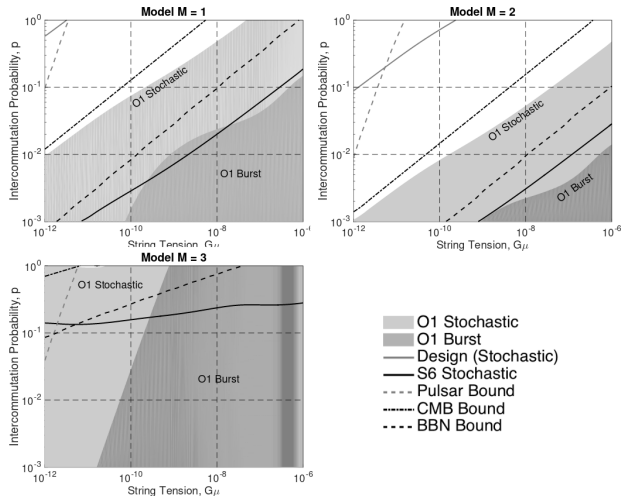 Model M = 1
Intercommutation Probability, p
10^0
10^-1
10^-2
10^-3
O1 Stochastic
O1 Burst
10^-12
10^-10
10^-8
10^-1
String Tension, Gμ
Model M = 2
Intercommutation Probability, p
10^0
10^-1
10^-2
10^-3
O1 Stochastic
O1 Burst
10^-12
10^-10
10^-8
10^-6
String Tension, Gμ
Model M = 3
Intercommutation Probability, p
10^0
10^-1
10^-2
10^-3
O1 Stochastic
O1 Burst
10^-12
10^-10
10^-8
10^-6
String Tension, Gμ
O1 Stochastic
O1 Burst
Design (Stochastic)
S6 Stochastic
Pulsar Bound
CMB Bound
BBN Bound